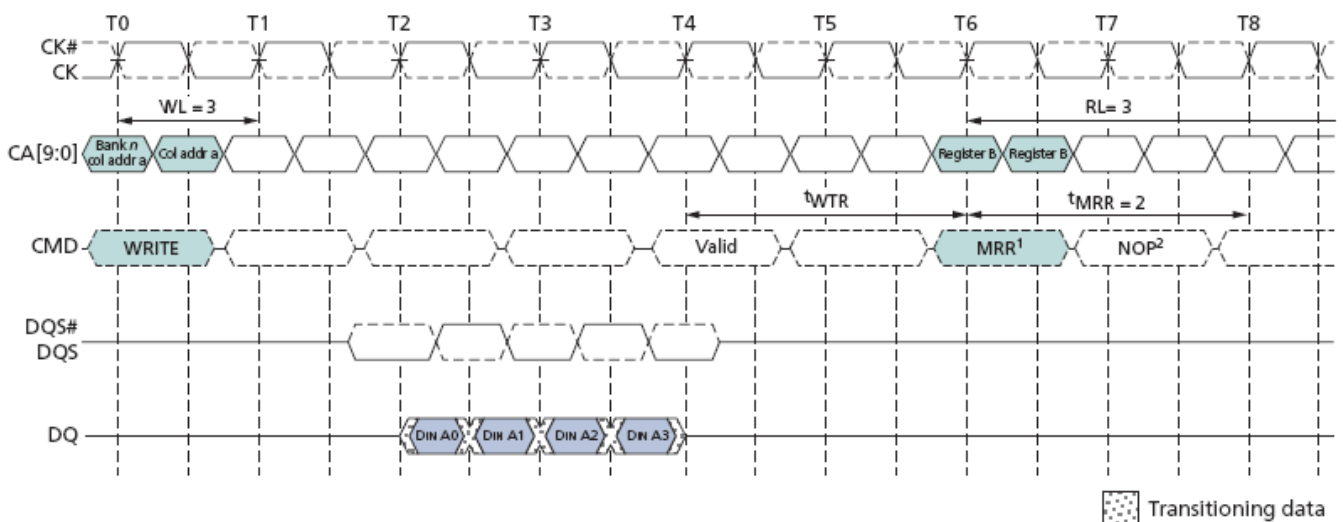 T0 T1 T2 T3 T4 T5 T6 T7 T8
CK#
CK
WL = 3 RL= 3
CA[9:0] Bank n col addr a Col addr a Register B Register B
tWTR tMRR = 2
CMD WRITE Valid MRR1 NOP2
DQS#
DQS
DQ DIN A0 DIN A1 DIN A2 DIN A3
Transitioning data